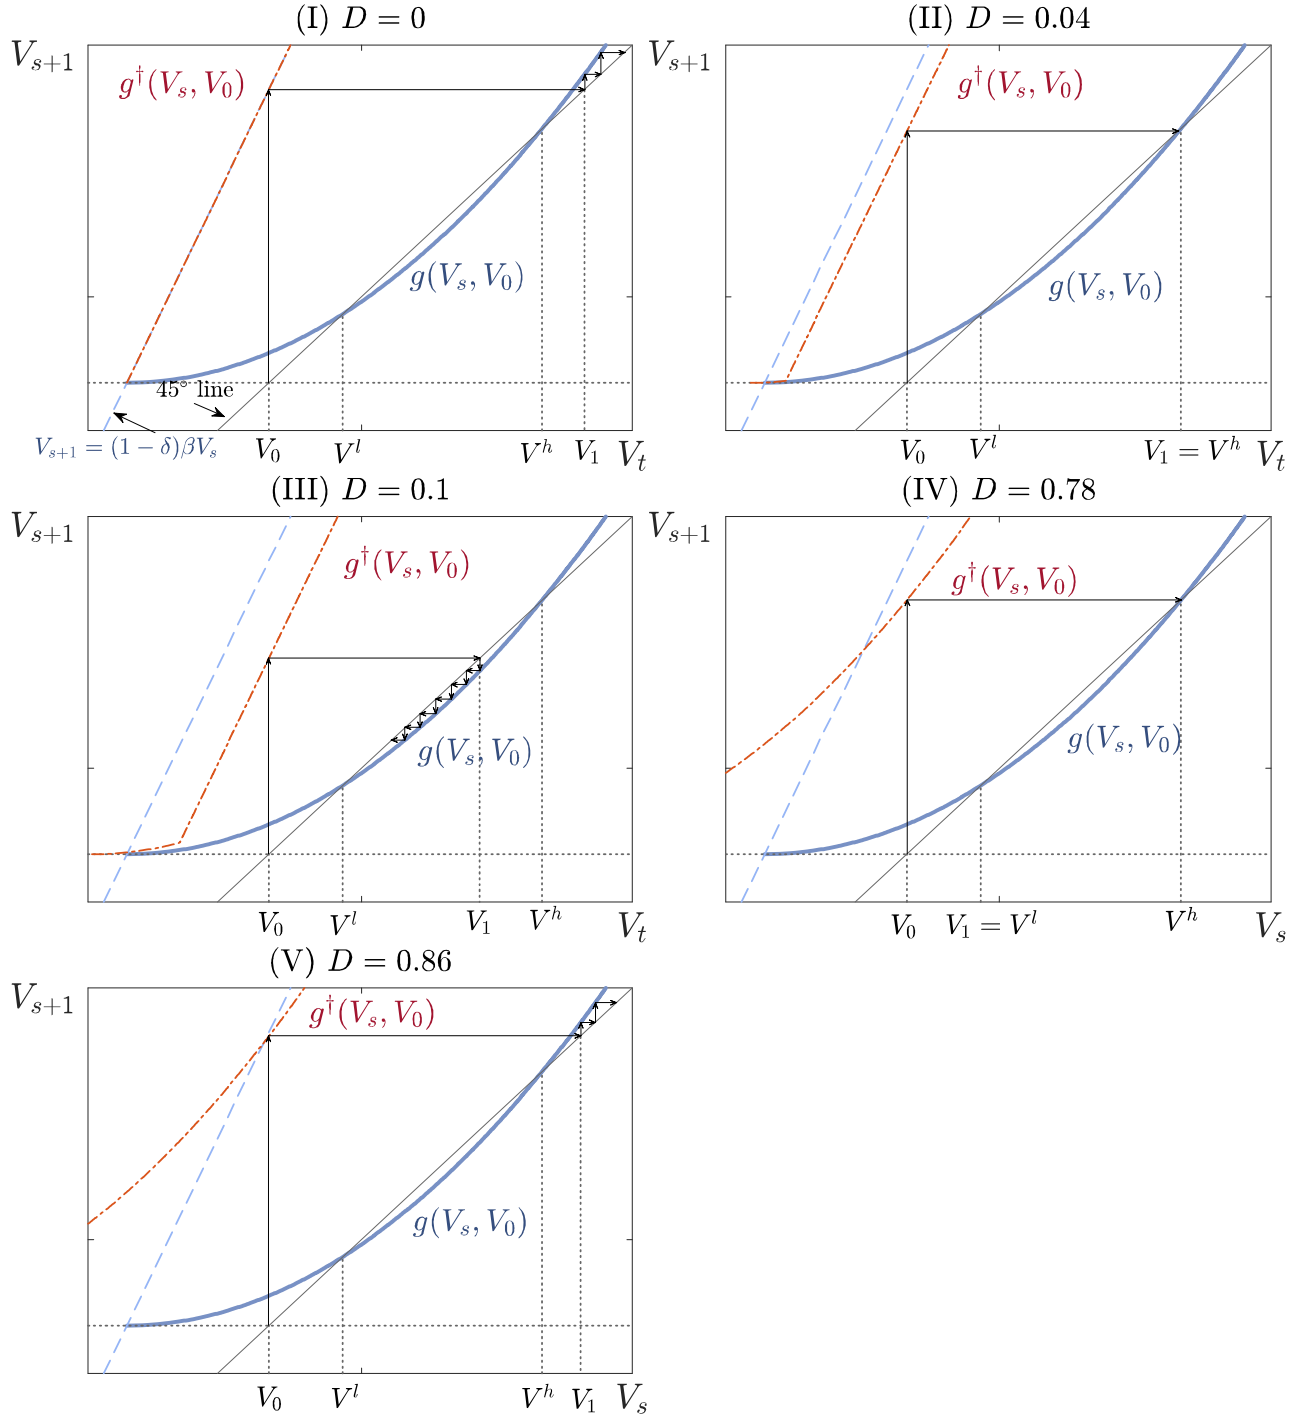 (I) D = 0
V_{s+1}
g†(V_s, V_0)
g(V_s, V_0)
45° line
V_{s+1} = (1 − δ)βV_s
V_0 V^l V^h V_1 V_t
(II) D = 0.04
V_{s+1}
g†(V_s, V_0)
g(V_s, V_0)
V_0 V^l V_1 = V^h V_t
(III) D = 0.1
V_{s+1}
g†(V_s, V_0)
g(V_s, V_0)
V_0 V^l V_1 V^h V_t
(IV) D = 0.78
V_{s+1}
g†(V_s, V_0)
g(V_s, V_0)
V_0 V_1 = V^l V^h V_s
(V) D = 0.86
V_{s+1}
g†(V_s, V_0)
g(V_s, V_0)
V_0 V^l V^h V_1 V_s